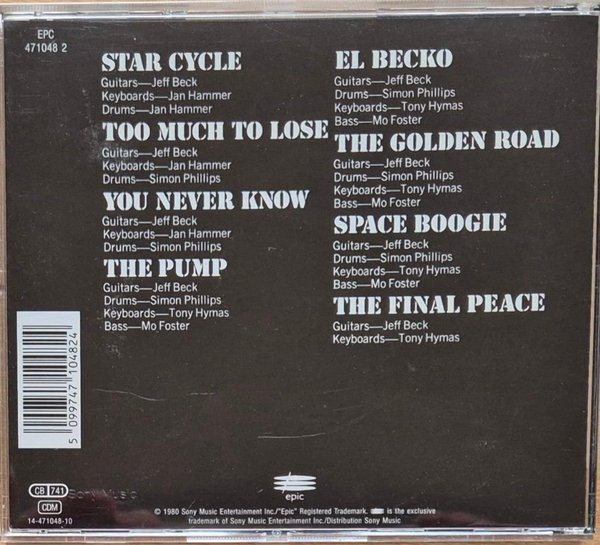 EPC
471048 2
STAR CYCLE
Guitars—Jeff Beck
Keyboards—Jan Hammer
Drums—Jan Hammer
TOO MUCH TO LOSE
Guitars—Jeff Beck
Keyboards—Jan Hammer
Drums—Simon Phillips
YOU NEVER KNOW
Guitars—Jeff Beck
Keyboards—Jan Hammer
Drums—Simon Phillips
THE PUMP
Guitars—Jeff Beck
Drums—Simon Phillips
Keyboards—Tony Hymas
Bass—Mo Foster
EL BECKO
Guitars—Jeff Beck
Drums—Simon Phillips
Keyboards—Tony Hymas
Bass—Mo Foster
THE GOLDEN ROAD
Guitars—Jeff Beck
Drums—Simon Phillips
Keyboards—Tony Hymas
Bass—Mo Foster
SPACE BOOGIE
Guitars—Jeff Beck
Drums—Simon Phillips
Keyboards—Tony Hymas
Bass—Mo Foster
THE FINAL PEACE
Guitars—Jeff Beck
Keyboards—Tony Hymas
5 099747 104824
CB 741
Sony Music
CDM
14-471048-10
epic
© 1980 Sony Music Entertainment Inc./"Epic" Registered Trademark, is the exclusive
trademark of Sony Music Entertainment Inc./Distribution Sony Music